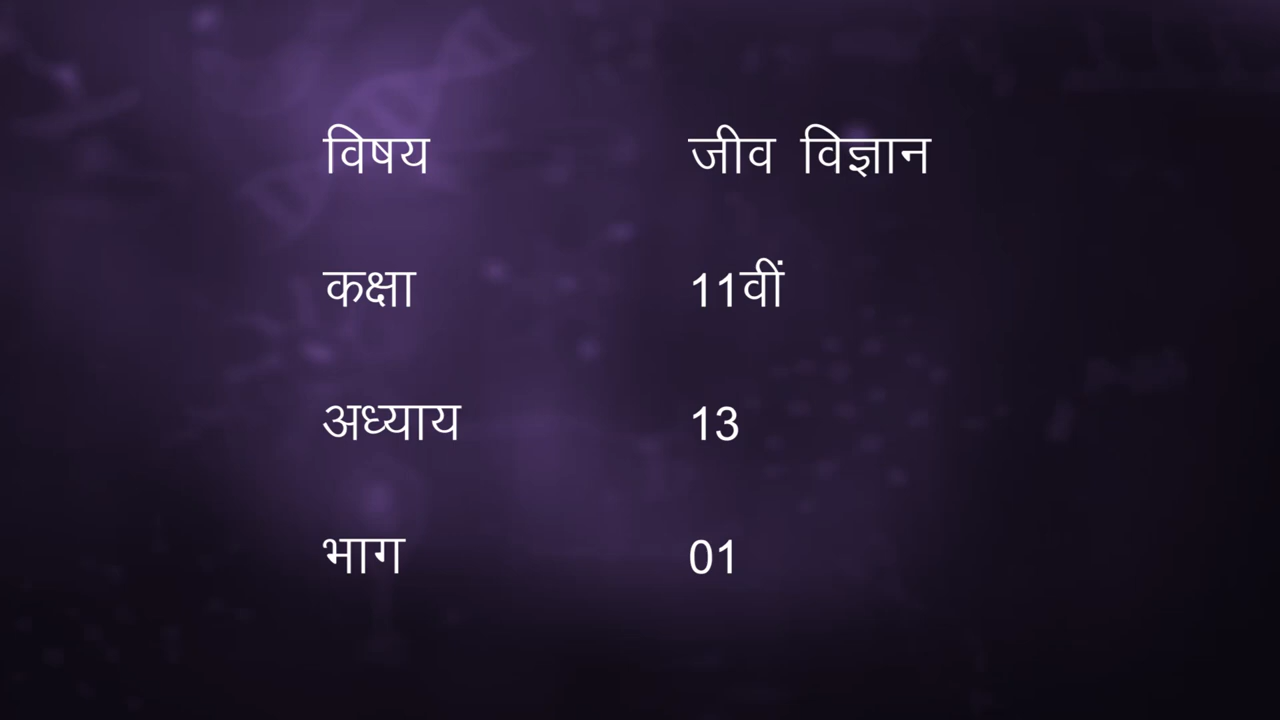 विषय जीव विज्ञान
कक्षा 11वीं
अध्याय 13
भाग 01